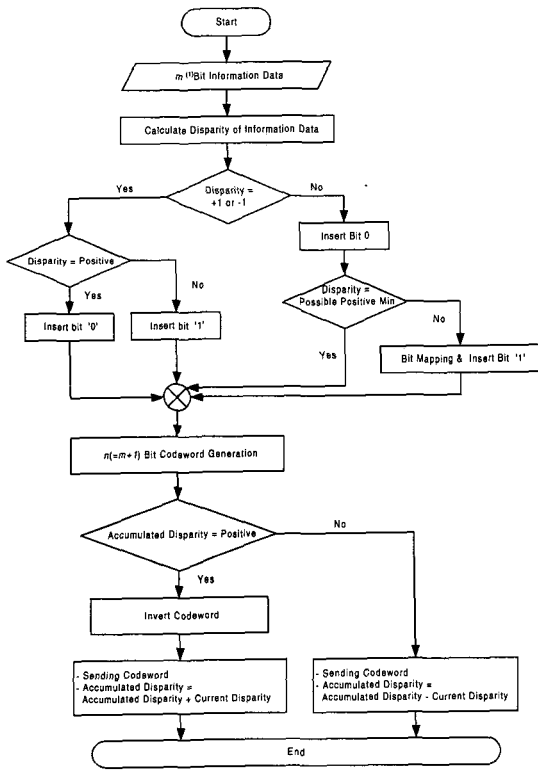 Start
m (1)Bit Information Data
Calculate Disparity of Information Data
Yes
Disparity =
+1 or -1
No
Insert Bit 0
Disparity = Positive
No
Yes
Disparity =
Possible Positive Min
No
Insert bit '0'
Insert bit '1'
Yes
Bit Mapping & Insert Bit '1'
n(=m+1) Bit Codeword Generation
Accumulated Disparity = Positive
No
Yes
Invert Codeword
- Sending Codeword
- Accumulated Disparity =
Accumulated Disparity + Current Disparity
- Sending Codeword
- Accumulated Disparity =
Accumulated Disparity - Current Disparity
End